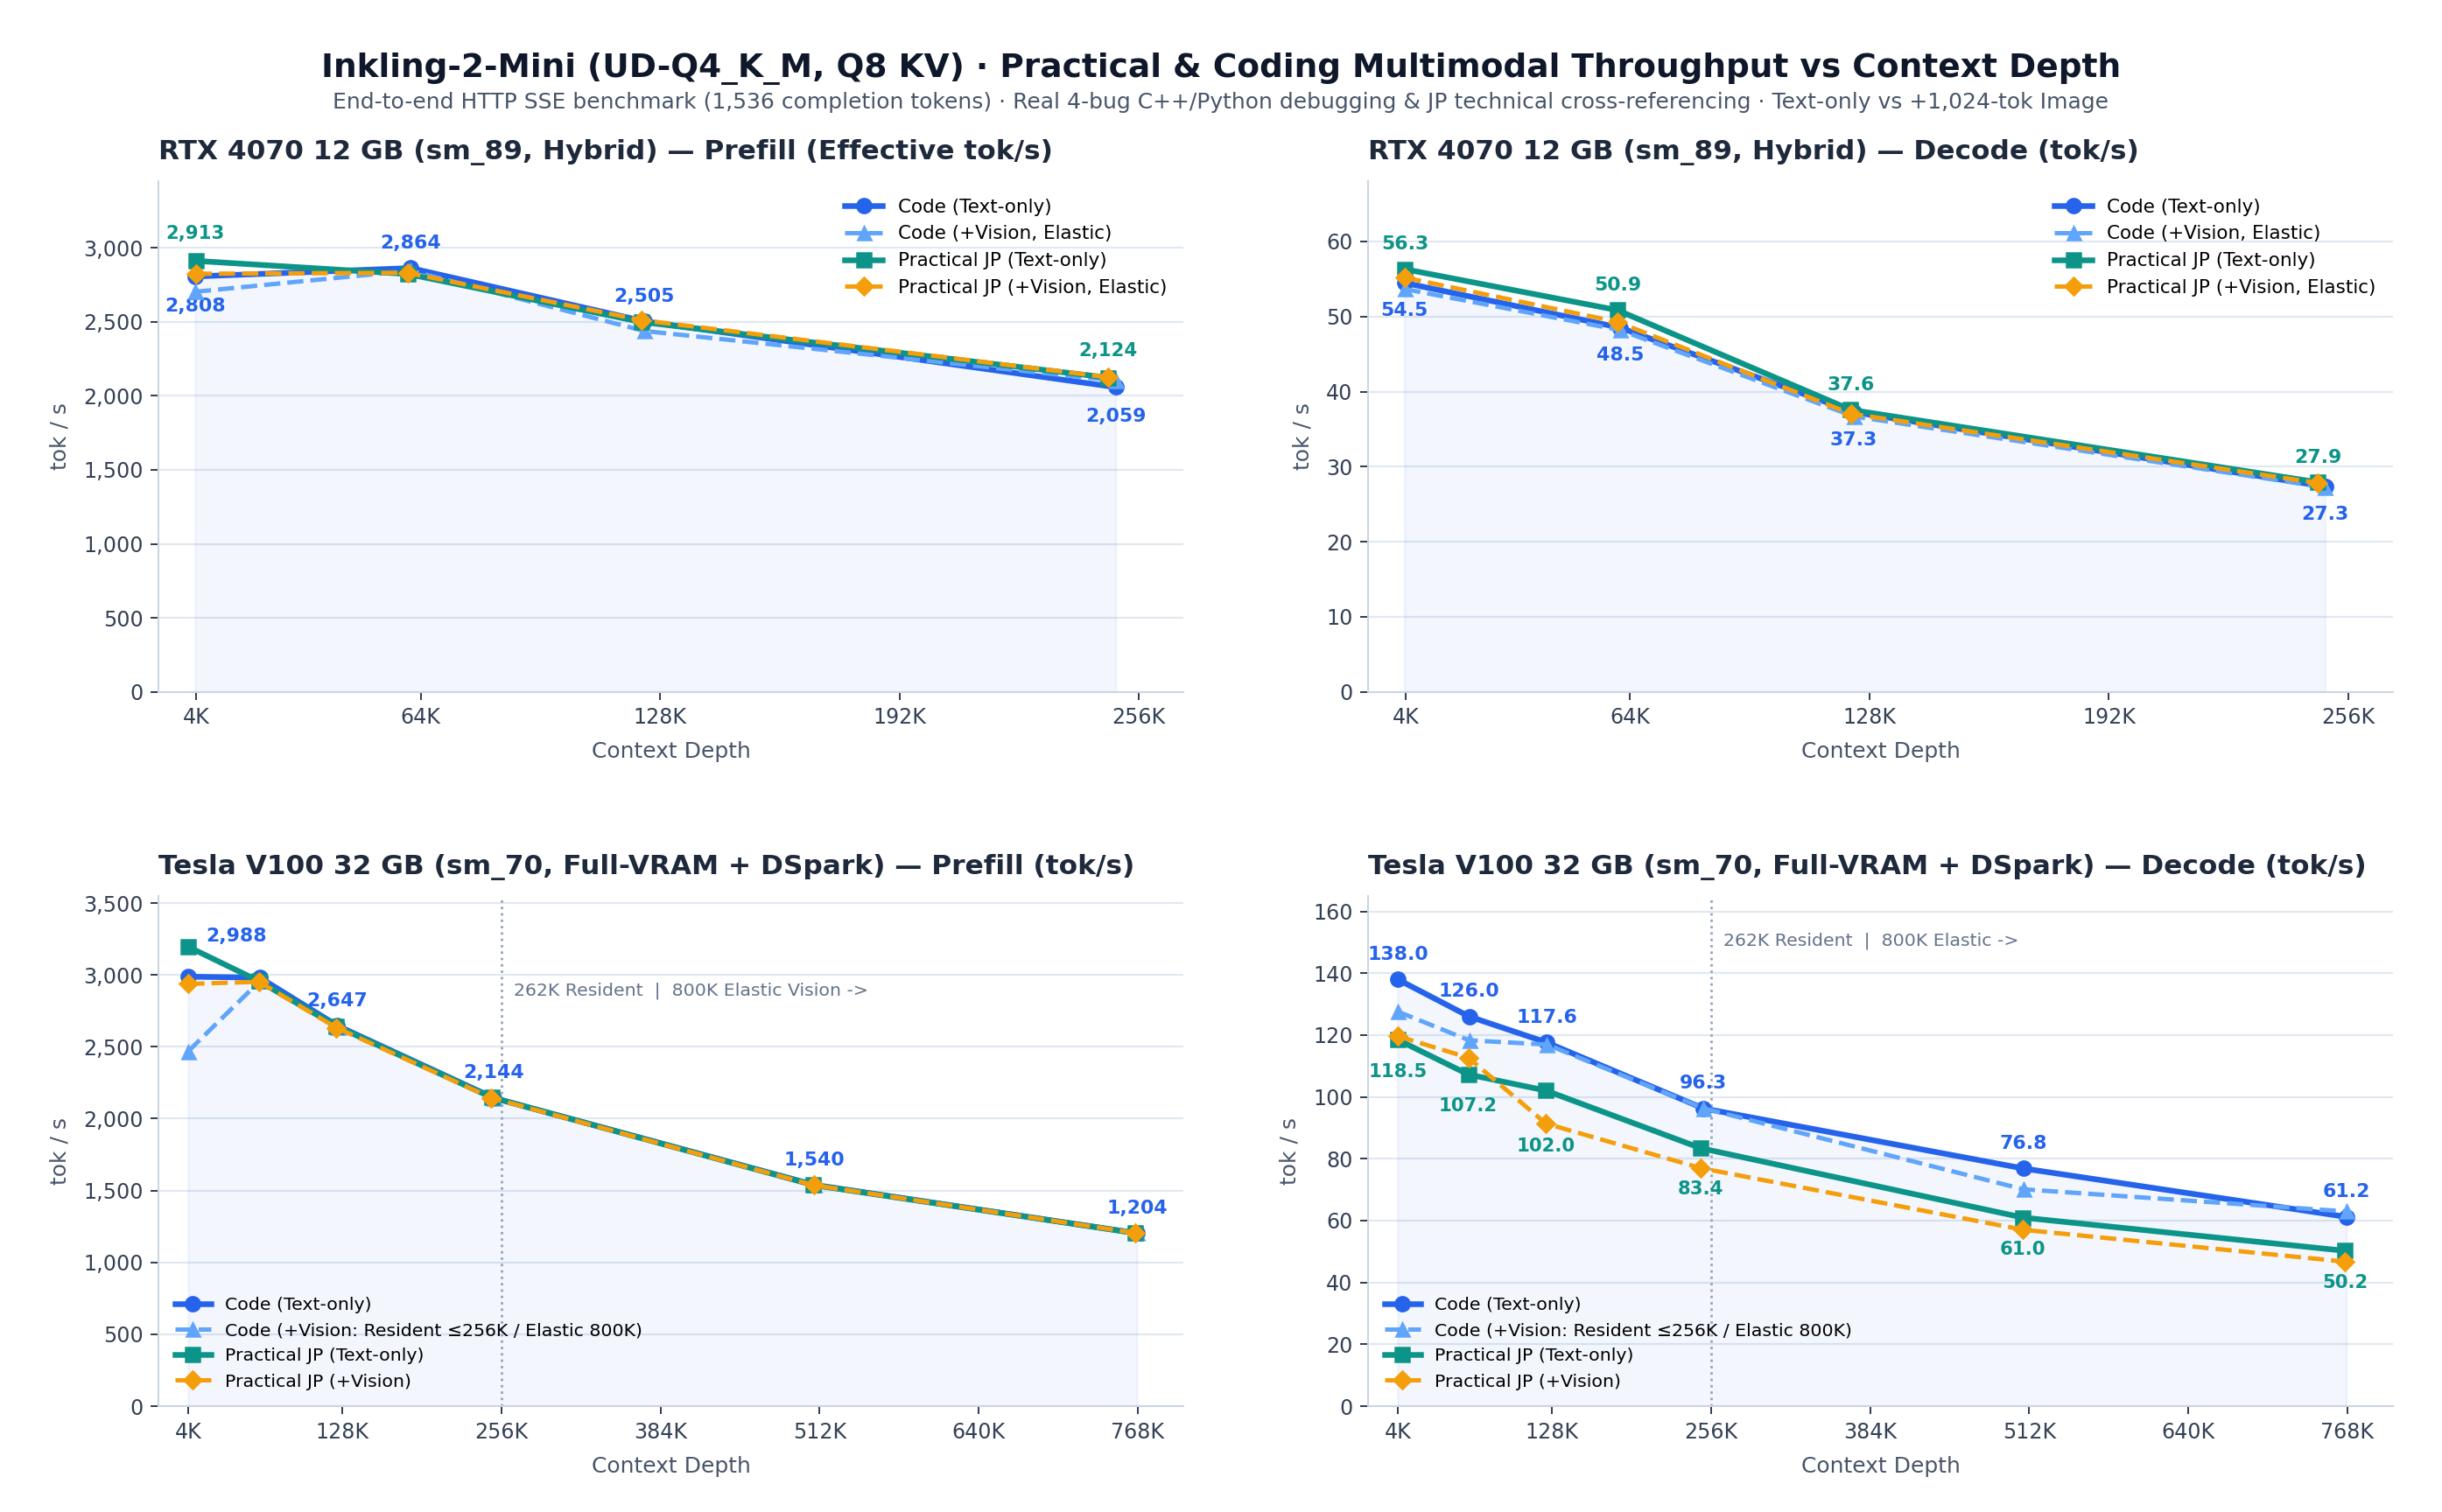 Inkling-2-Mini (UD-Q4_K_M, Q8 KV) · Practical & Coding Multimodal Throughput vs Context Depth
End-to-end HTTP SSE benchmark (1,536 completion tokens) · Real 4-bug C++/Python debugging & JP technical cross-referencing · Text-only vs +1,024-tok Image
RTX 4070 12 GB (sm_89, Hybrid) — Prefill (Effective tok/s)
Code (Text-only)
Code (+Vision, Elastic)
Practical JP (Text-only)
Practical JP (+Vision, Elastic)
2,913
2,864
2,808
2,505
2,124
2,059
3,000
2,500
2,000
1,500
1,000
500
0
tok / s
4K
64K
128K
192K
256K
Context Depth
RTX 4070 12 GB (sm_89, Hybrid) — Decode (tok/s)
Code (Text-only)
Code (+Vision, Elastic)
Practical JP (Text-only)
Practical JP (+Vision, Elastic)
56.3
54.5
50.9
48.5
37.6
37.3
27.9
27.3
60
50
40
30
20
10
0
tok / s
4K
64K
128K
192K
256K
Context Depth
Tesla V100 32 GB (sm_70, Full-VRAM + DSpark) — Prefill (tok/s)
2,988
2,647
2,144
1,540
1,204
262K Resident | 800K Elastic Vision ->
3,500
3,000
2,500
2,000
1,500
1,000
500
0
tok / s
Code (Text-only)
Code (+Vision: Resident ≤256K / Elastic 800K)
Practical JP (Text-only)
Practical JP (+Vision)
4K
128K
256K
384K
512K
640K
768K
Context Depth
Tesla V100 32 GB (sm_70, Full-VRAM + DSpark) — Decode (tok/s)
262K Resident | 800K Elastic ->
138.0
126.0
117.6
96.3
76.8
61.2
118.5
107.2
102.0
83.4
61.0
50.2
160
140
120
100
80
60
40
20
0
tok / s
Code (Text-only)
Code (+Vision: Resident ≤256K / Elastic 800K)
Practical JP (Text-only)
Practical JP (+Vision)
4K
128K
256K
384K
512K
640K
768K
Context Depth